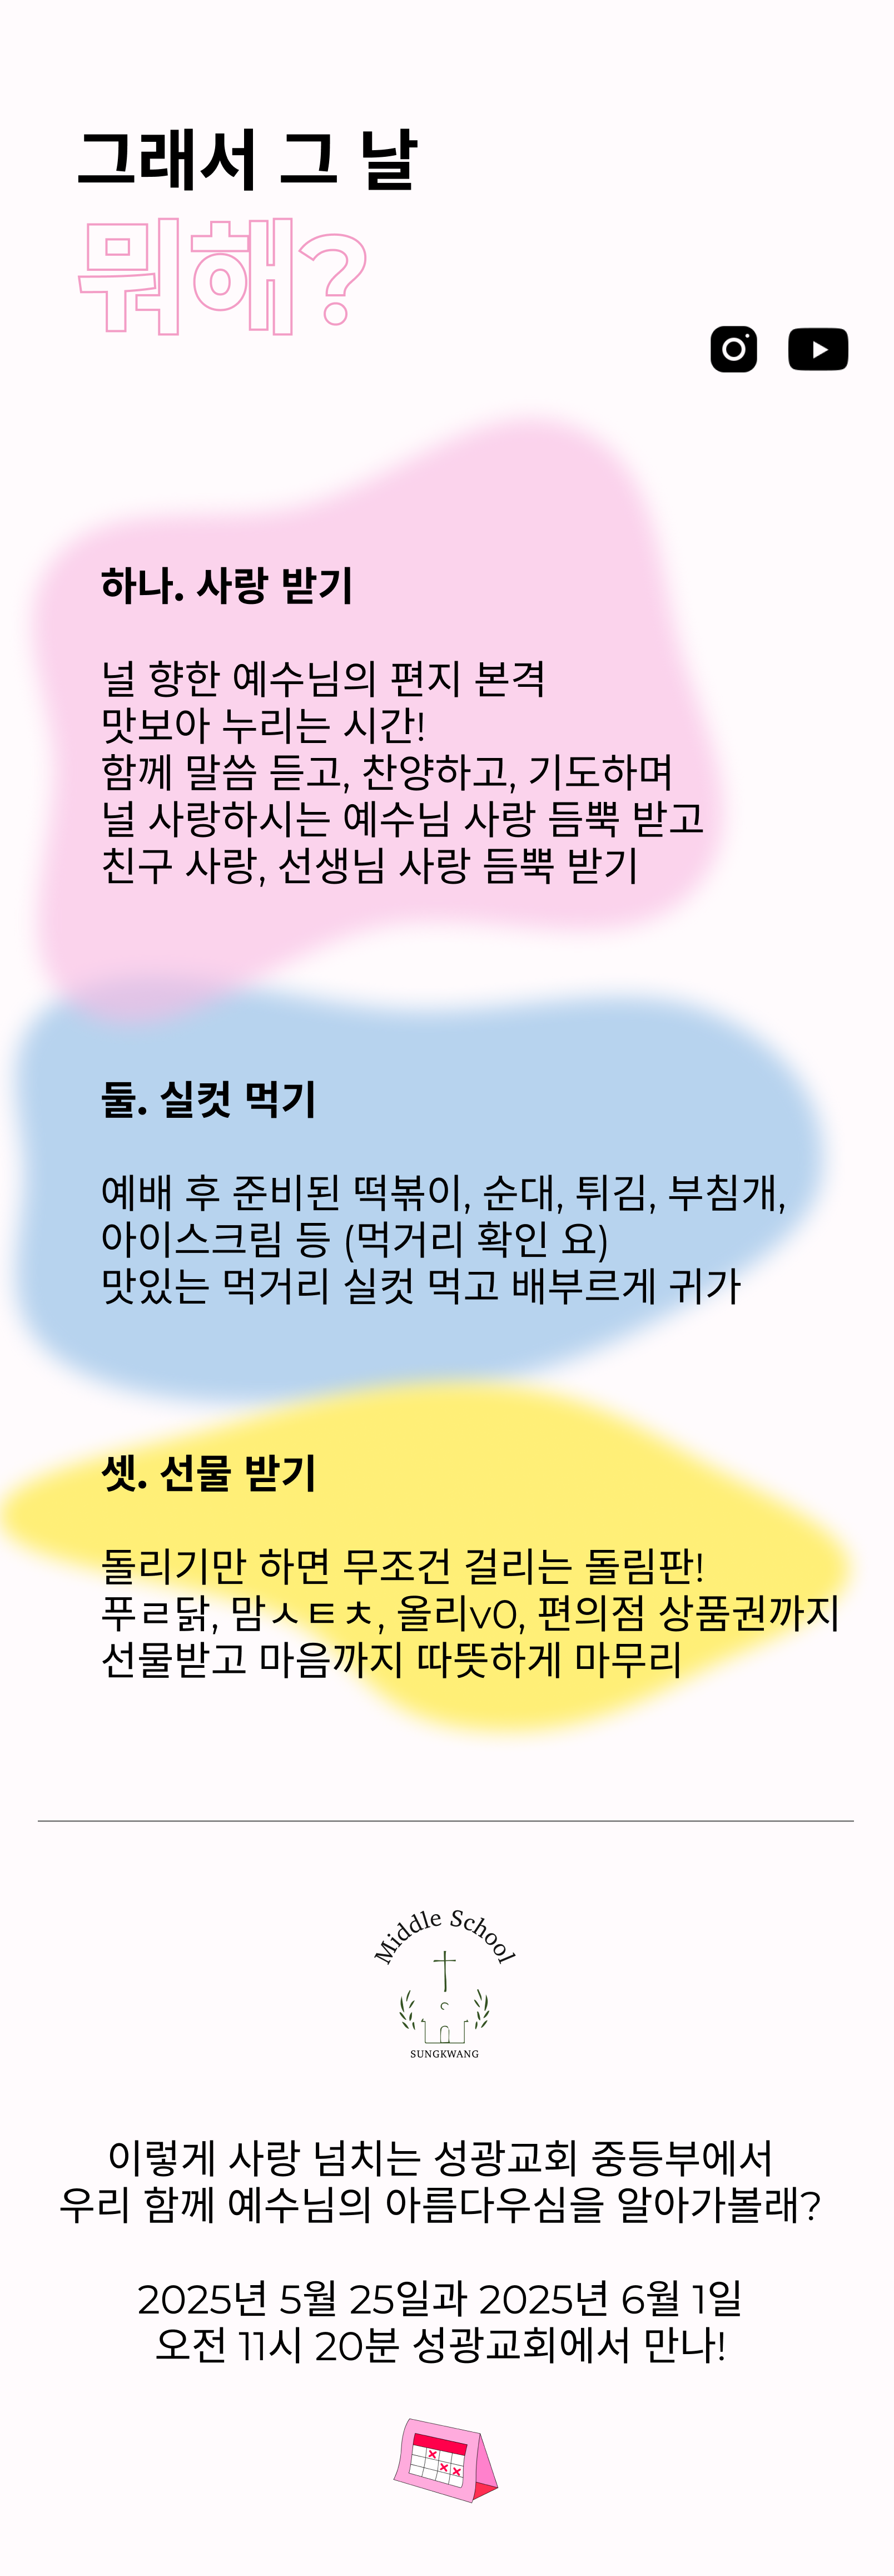 그래서 그 날
뭐해?
하나. 사랑 받기
널 향한 예수님의 편지 본격
맛보아 누리는 시간!
함께 말씀 듣고, 찬양하고, 기도하며
널 사랑하시는 예수님 사랑 듬뿍 받고
친구 사랑, 선생님 사랑 듬뿍 받기
둘. 실컷 먹기
예배 후 준비된 떡볶이, 순대, 튀김, 부침개,
아이스크림 등 (먹거리 확인 요)
맛있는 먹거리 실컷 먹고 배부르게 귀가
셋. 선물 받기
돌리기만 하면 무조건 걸리는 돌림판!
푸ㄹ닭, 맘ㅅㅌㅊ, 올리v0, 편의점 상품권까지
선물받고 마음까지 따뜻하게 마무리
Middle School
SUNGKWANG
이렇게 사랑 넘치는 성광교회 중등부에서
우리 함께 예수님의 아름다우심을 알아가볼래?
2025년 5월 25일과 2025년 6월 1일
오전 11시 20분 성광교회에서 만나!